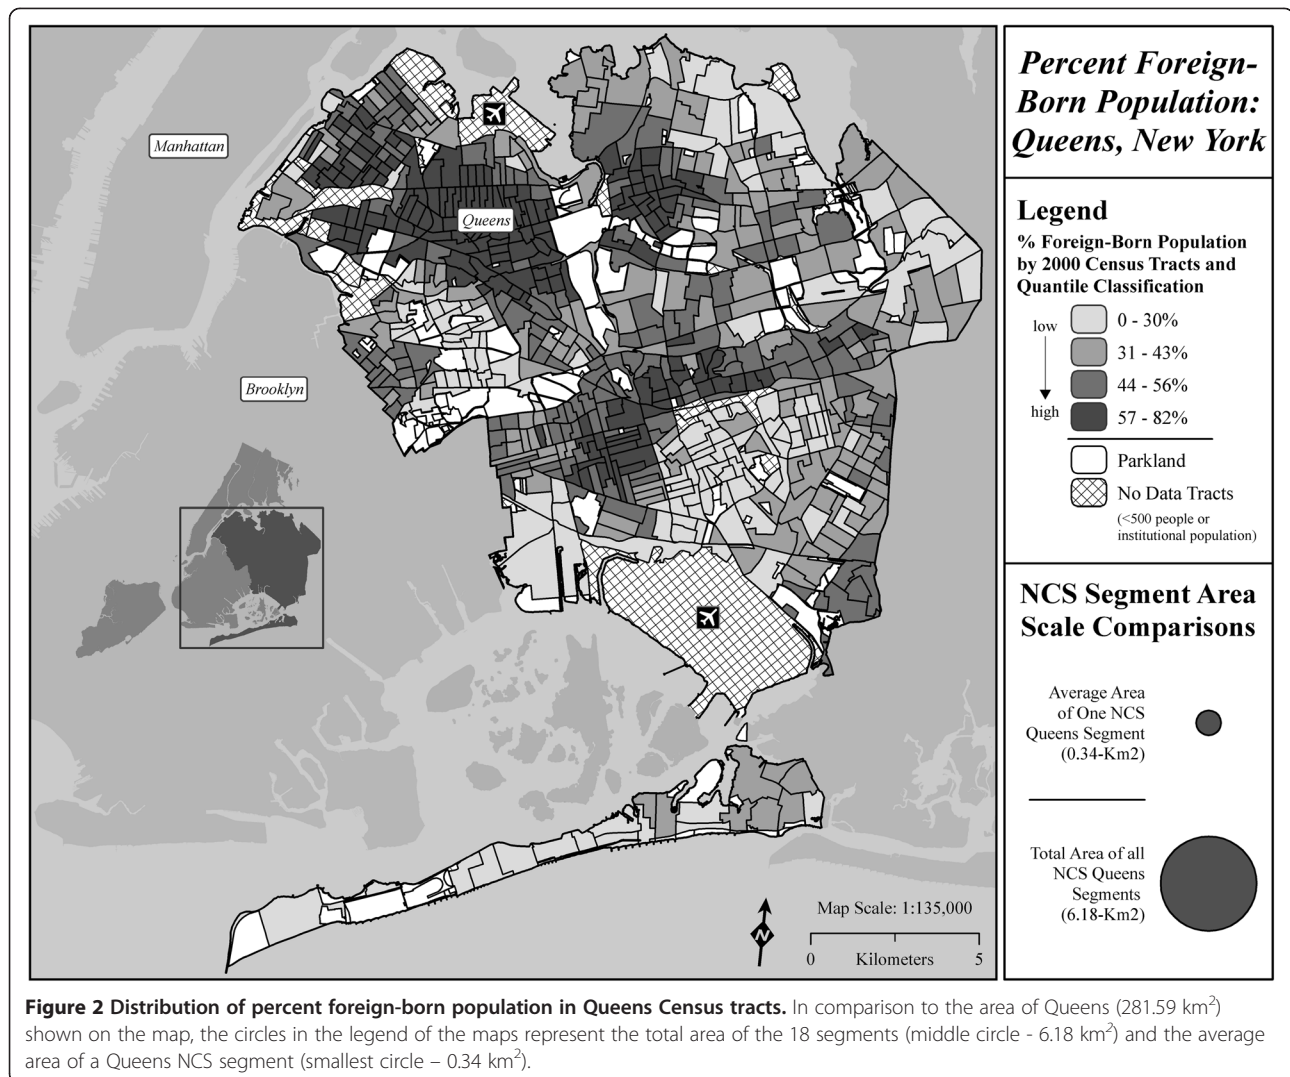 Manhattan
Queens
Brooklyn
Map Scale: 1:135,000
N
0 Kilometers 5
Percent Foreign-
Born Population:
Queens, New York
Legend
% Foreign-Born Population
by 2000 Census Tracts and
Quantile Classification
low
high
0 - 30%
31 - 43%
44 - 56%
57 - 82%
Parkland
No Data Tracts
(<500 people or
institutional population)
NCS Segment Area
Scale Comparisons
Average Area
of One NCS
Queens Segment
(0.34-Km2)
Total Area of all
NCS Queens
Segments
(6.18-Km2)
Figure 2 Distribution of percent foreign-born population in Queens Census tracts. In comparison to the area of Queens (281.59 km²)
shown on the map, the circles in the legend of the maps represent the total area of the 18 segments (middle circle - 6.18 km²) and the average
area of a Queens NCS segment (smallest circle – 0.34 km²).